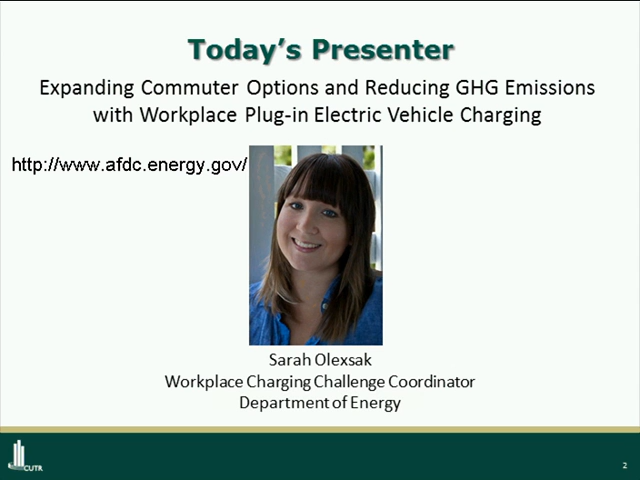 Today's Presenter
Expanding Commuter Options and Reducing GHG Emissions
with Workplace Plug-in Electric Vehicle Charging
http://www.afdc.energy.gov/
Sarah Olexsak
Workplace Charging Challenge Coordinator
Department of Energy
CUTR
2